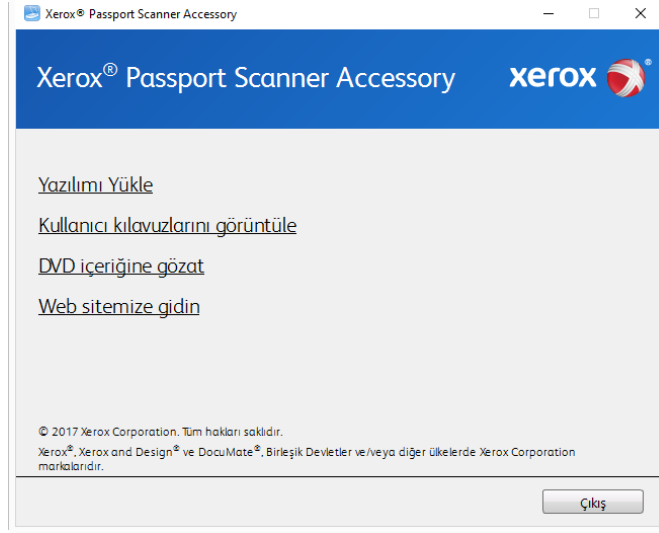 Xerox® Passport Scanner Accessory
Xerox® Passport Scanner Accessory
xerox®
Yazılımı Yükle
Kullanıcı kılavuzlarını görüntüle
DVD içeriğine gözat
Web sitemize gidin
© 2017 Xerox Corporation. Tüm hakları saklıdır.
Xerox®, Xerox and Design® ve DocuMate®, Birleşik Devletler ve/veya diğer ülkelerde Xerox Corporation
markalarıdır.
Çıkış